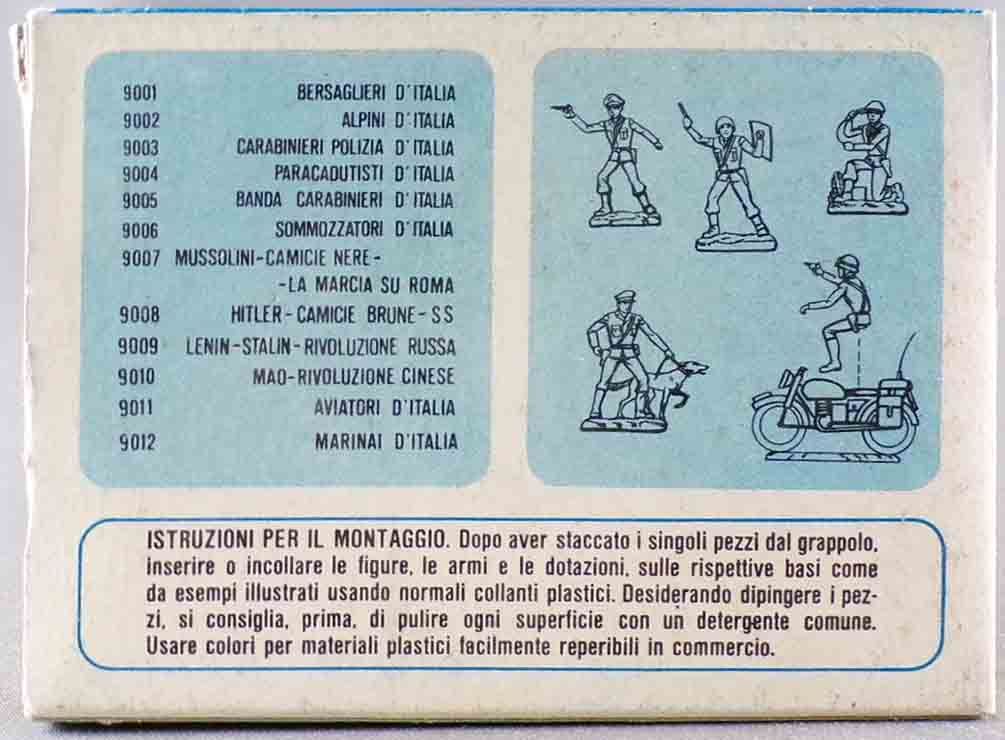 9001 BERSAGLIERI D'ITALIA
9002 ALPINI D'ITALIA
9003 CARABINIERI POLIZIA D'ITALIA
9004 PARACADUTISTI D'ITALIA
9005 BANDA CARABINIERI D'ITALIA
9006 SOMMOZZATORI D'ITALIA
9007 MUSSOLINI-CAMICIE NERE-
-LA MARCIA SU ROMA
9008 HITLER-CAMICIE BRUNE-SS
9009 LENIN-STALIN-RIVOLUZIONE RUSSA
9010 MAO-RIVOLUZIONE CINESE
9011 AVIATORI D'ITALIA
9012 MARINAI D'ITALIA
ISTRUZIONI PER IL MONTAGGIO. Dopo aver staccato i singoli pezzi dal grappolo,
inserire o incollare le figure, le armi e le dotazioni, sulle rispettive basi come
da esempi illustrati usando normali collanti plastici. Desiderando dipingere i pez-
zi, si consiglia, prima, di pulire ogni superficie con un detergente comune.
Usare colori per materiali plastici facilmente reperibili in commercio.